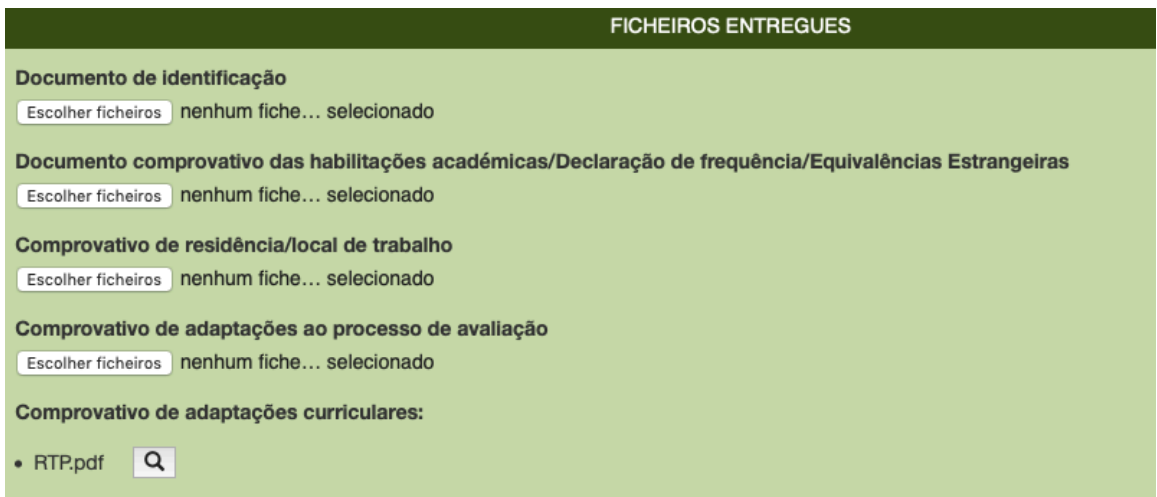 FICHEIROS ENTREGUES
Documento de identificação
Escolher ficheiros nenhum fiche… selecionado
Documento comprovativo das habilitações académicas/Declaração de frequência/Equivalências Estrangeiras
Escolher ficheiros nenhum fiche… selecionado
Comprovativo de residência/local de trabalho
Escolher ficheiros nenhum fiche… selecionado
Comprovativo de adaptações ao processo de avaliação
Escolher ficheiros nenhum fiche… selecionado
Comprovativo de adaptações curriculares:
• RTP.pdf